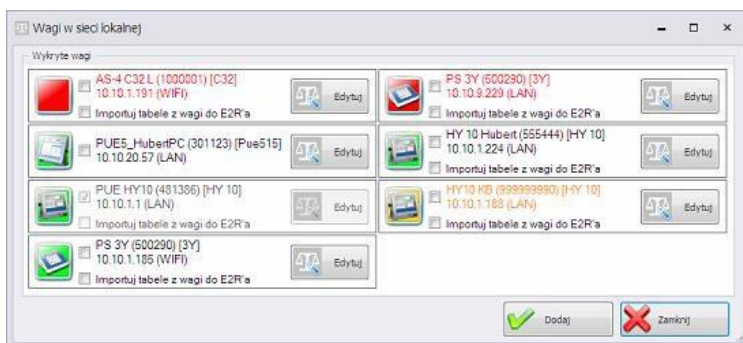 Wagi w sieci lokalnej
Wykryte wagi
AS-4 C32 L (1000001) [C32]
10.10.1.191 (WIFI)
Importuj tabele z wagi do E2R'a
Edytuj
PS 3Y (500290) [3Y]
10.10.9.229 (LAN)
Importuj tabele z wagi do E2R'a
Edytuj
PUE5_HubertPC (301123) [Pue515]
10.10.20.57 (LAN)
Edytuj
HY 10 Hubert (555444) [HY 10]
10.10.1.224 (LAN)
Importuj tabele z wagi do E2R'a
Edytuj
PUE HY10 (481386) [HY 10]
10.10.1.1 (LAN)
Importuj tabele z wagi do E2R'a
Edytuj
HY10 KB (999999990) [HY 10]
10.10.1.183 (LAN)
Importuj tabele z wagi do E2R'a
Edytuj
PS 3Y (500290) [3Y]
10.10.1.185 (WIFI)
Importuj tabele z wagi do E2R'a
Edytuj
Dodaj
Zamknij